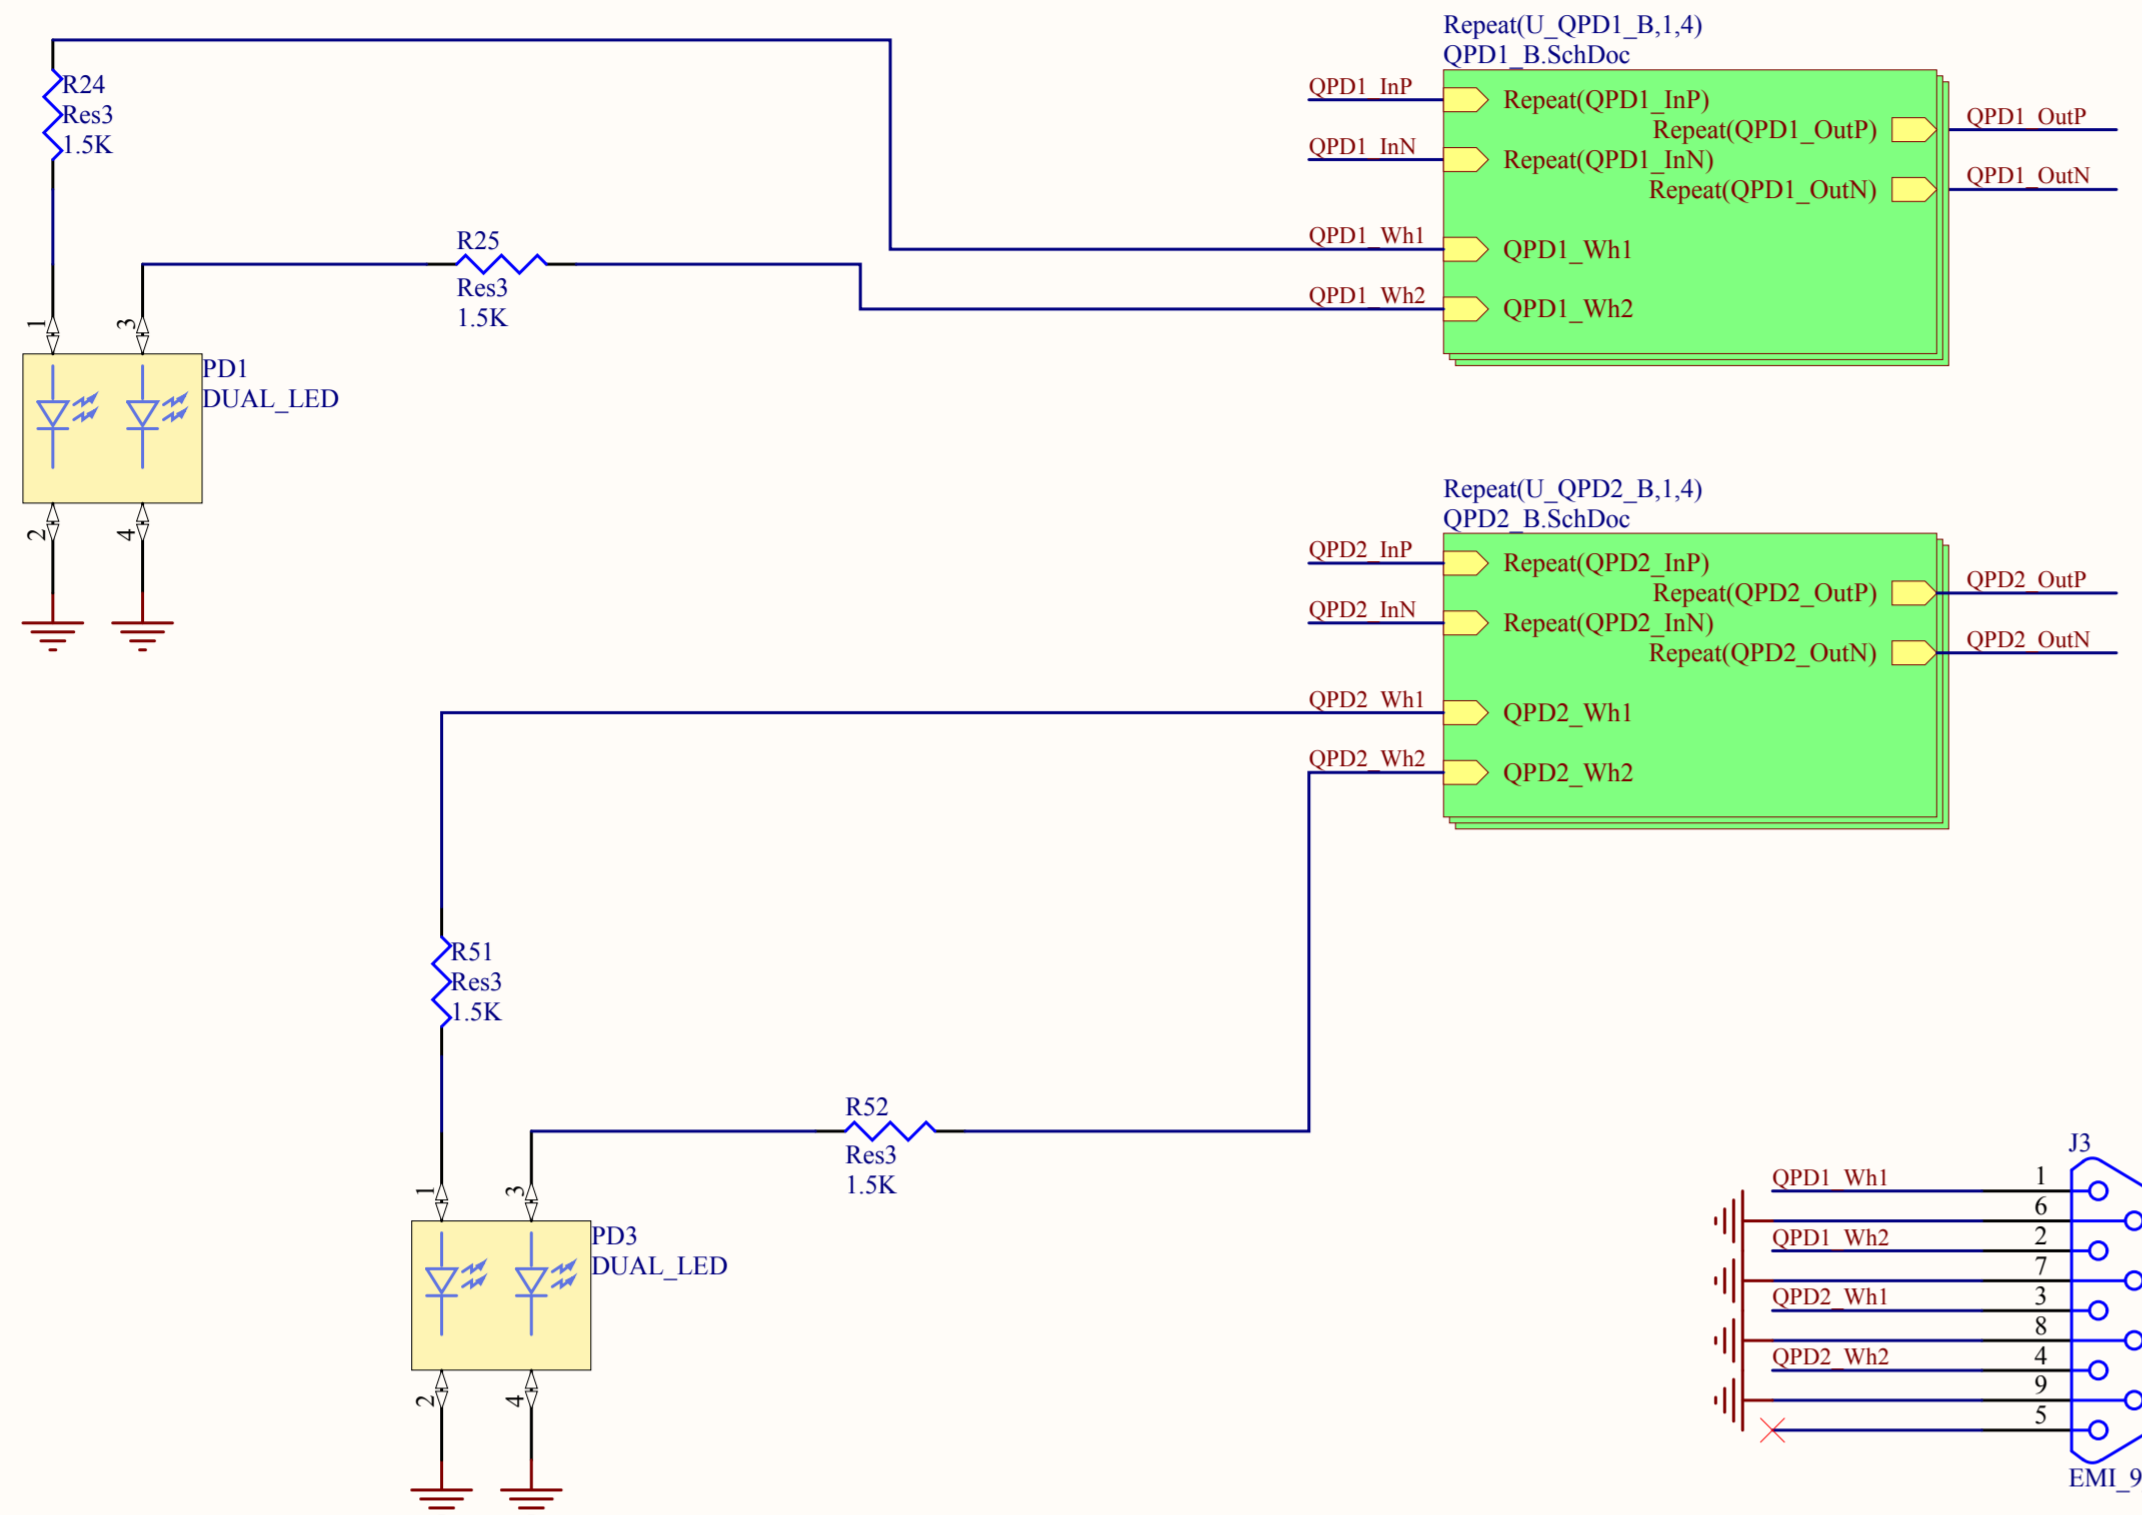 R24
Res3
1.5K
R25
Res3
1.5K
1
3
PD1
DUAL_LED
2
4
Repeat(U_QPD1_B,1,4)
QPD1_B.SchDoc
QPD1_InP
Repeat(QPD1_InP)
Repeat(QPD1_OutP)
QPD1_OutP
QPD1_InN
Repeat(QPD1_InN)
Repeat(QPD1_OutN)
QPD1_OutN
QPD1_Wh1
QPD1_Wh1
QPD1_Wh2
QPD1_Wh2
Repeat(U_QPD2_B,1,4)
QPD2_B.SchDoc
QPD2_InP
Repeat(QPD2_InP)
Repeat(QPD2_OutP)
QPD2_OutP
QPD2_InN
Repeat(QPD2_InN)
Repeat(QPD2_OutN)
QPD2_OutN
QPD2_Wh1
QPD2_Wh1
QPD2_Wh2
QPD2_Wh2
R51
Res3
1.5K
R52
Res3
1.5K
1
3
PD3
DUAL_LED
2
4
J3
QPD1_Wh1 1
6
QPD1_Wh2 2
7
QPD2_Wh1 3
8
QPD2_Wh2 4
9
5
EMI_9